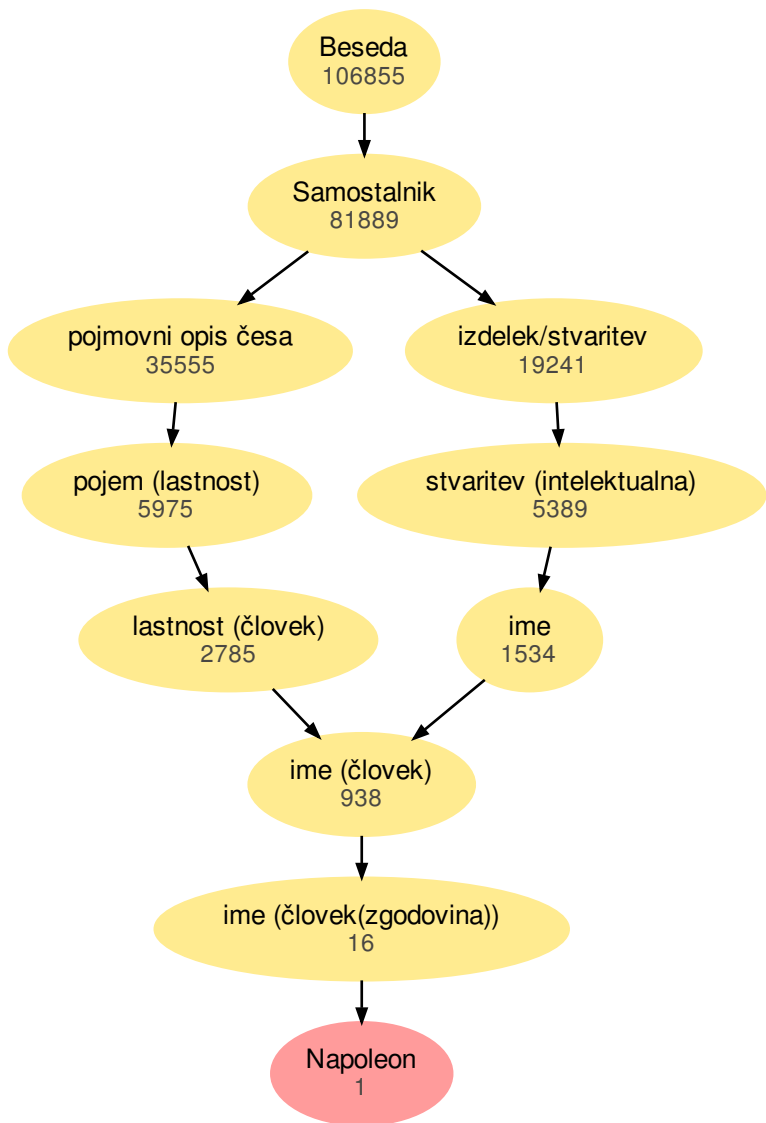 Beseda
106855
Samostalnik
81889
pojmovni opis česa
35555
izdelek/stvaritev
19241
pojem (lastnost)
5975
stvaritev (intelektualna)
5389
lastnost (človek)
2785
ime
1534
ime (človek)
938
ime (človek(zgodovina))
16
Napoleon
1